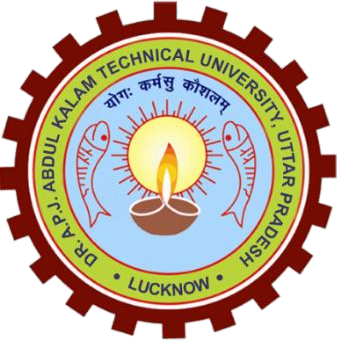 DR. A.P.J. ABDUL KALAM TECHNICAL UNIVERSITY, UTTAR PRADESH
योगः कर्मसु कौशलम्
• LUCKNOW •